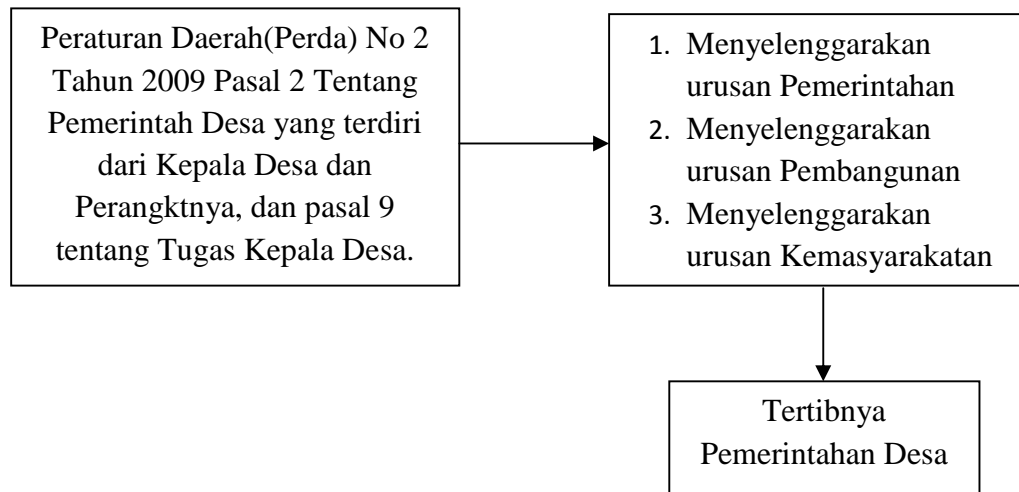 Peraturan Daerah(Perda) No 2
Tahun 2009 Pasal 2 Tentang
Pemerintah Desa yang terdiri
dari Kepala Desa dan
Perangktnya, dan pasal 9
tentang Tugas Kepala Desa.
1. Menyelenggarakan
urusan Pemerintahan
2. Menyelenggarakan
urusan Pembangunan
3. Menyelenggarakan
urusan Kemasyarakatan
Tertibnya
Pemerintahan Desa